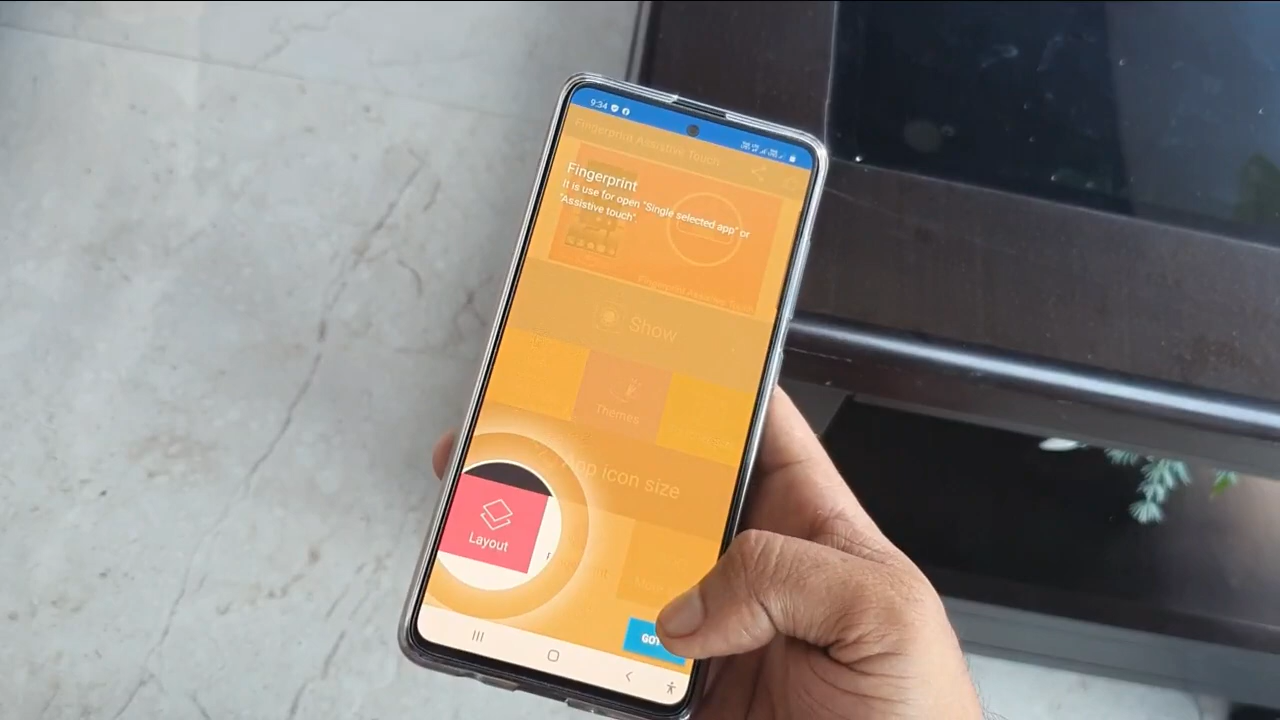 9:34
Fingerprint Assistive Touch
Fingerprint
It is use for open "Single selected app" or
"Assistive touch"
Show
Themes
App icon size
Layout